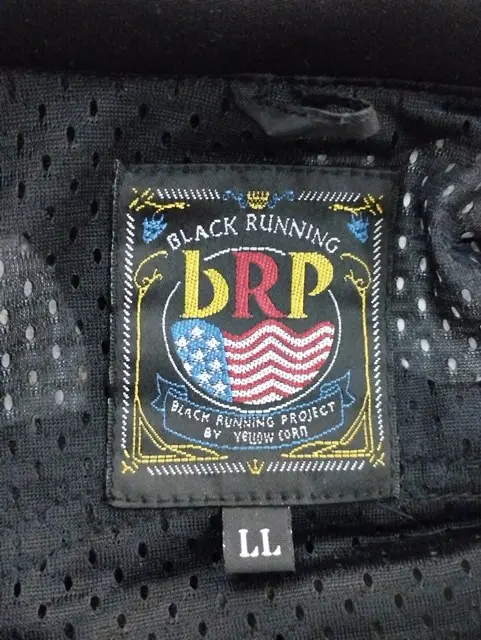 BLACK RUNNING
bRP
BLACK RUNNING PROJECT
BY YELLOW CORN
LL